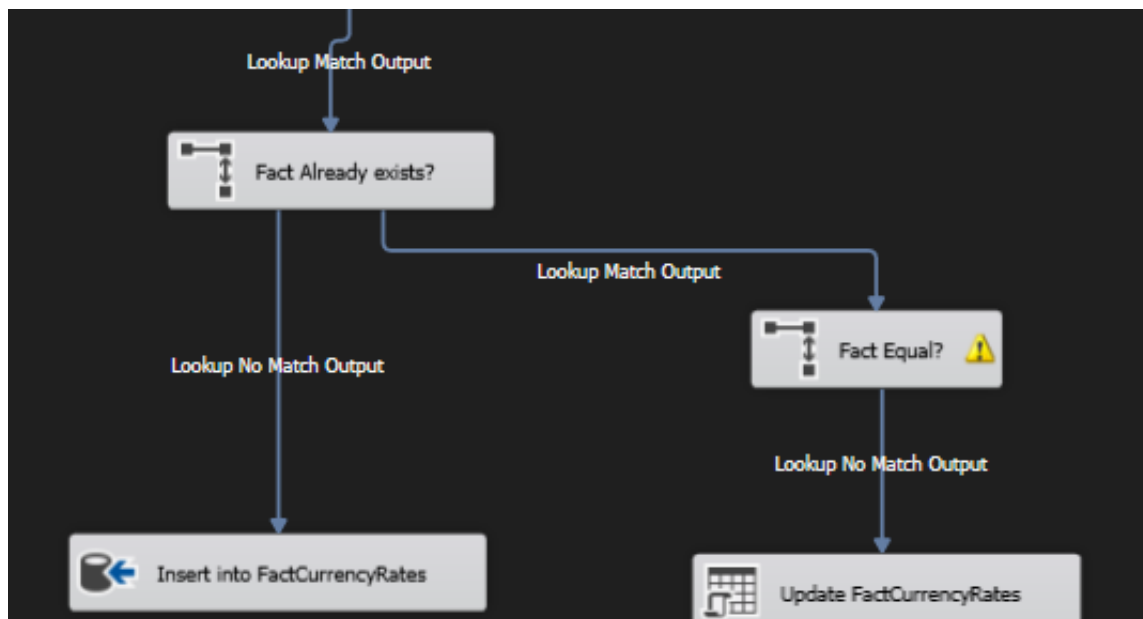 Lookup Match Output
Fact Already exists?
Lookup Match Output
Fact Equal?
Lookup No Match Output
Lookup No Match Output
Insert into FactCurrencyRates
Update FactCurrencyRates